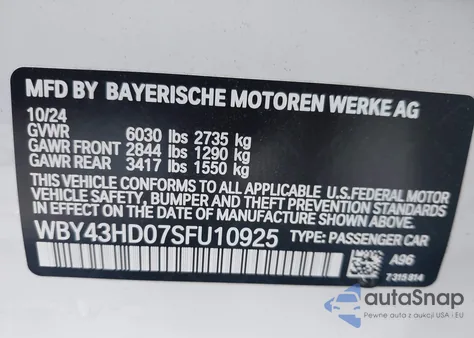 MFD BY BAYERISCHE MOTOREN WERKE AG
10/24
GVWR 6030 lbs 2735 kg
GAWR FRONT 2844 lbs 1290 kg
GAWR REAR 3417 lbs 1550 kg
THIS VEHICLE CONFORMS TO ALL APPLICABLE U.S.FEDERAL MOTOR
VEHICLE SAFETY, BUMPER, AND THEFT PREVENTION STANDARDS
IN EFFECT ON THE DATE OF MANUFACTURE SHOWN ABOVE.
WBY43HD07SFU10925 TYPE: PASSENGER CAR
A96
7 315 814
autoSnap
Pewne auta z aukcji USA - EU